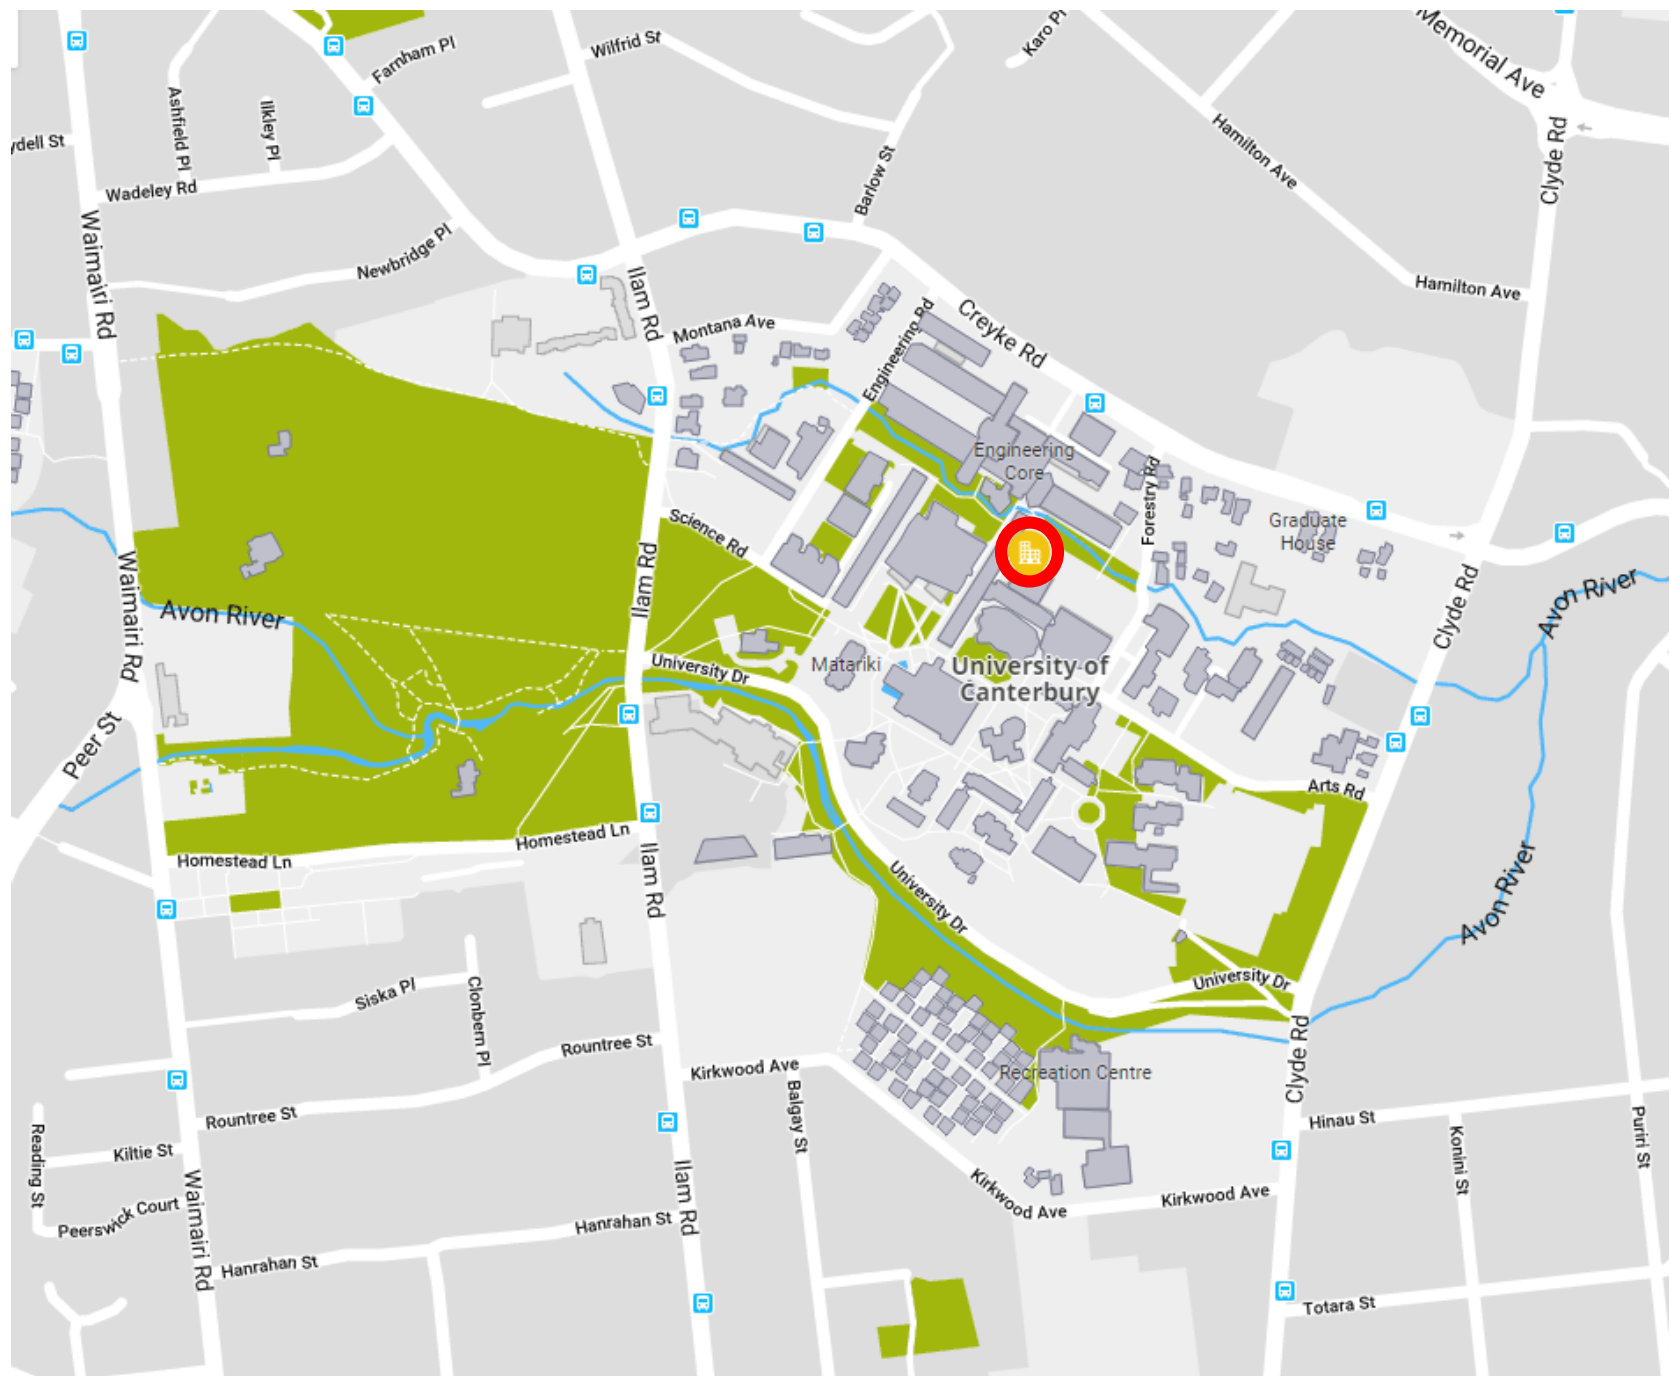 Memorial Ave
Karo Pl
Wilfrid St
Farnham Pl
Ashfield Pl
Ilkley Pl
Hamilton Ave
Clyde Rd
ydell St
Wadeley Rd
Barlow St
Waimairi Rd
Newbridge Pl
Ilam Rd
Hamilton Ave
Montana Ave
Engineering Rd
Creyke Rd
Engineering
Core
Forestry Rd
Graduate
House
Science Rd
Waimairi Rd
Ilam Rd
Avon River
Avon River
Clyde Rd
University Dr
Matariki
University of
Canterbury
Peer St
Arts Rd
Homestead Ln
Homestead Ln
Ilam Rd
University Dr
Avon River
University Dr
Siska Pl
Clonbern Pl
Rountree St
Kirkwood Ave
Recreation Centre
Clyde Rd
Rountree St
Balgay St
Hinau St
Konini St
Puriri St
Reading St
Kiltie St
Peerswick Court
Waimairi Rd
Ilam Rd
Kirkwood Ave
Kirkwood Ave
Hanrahan St
Hanrahan St
Totara St